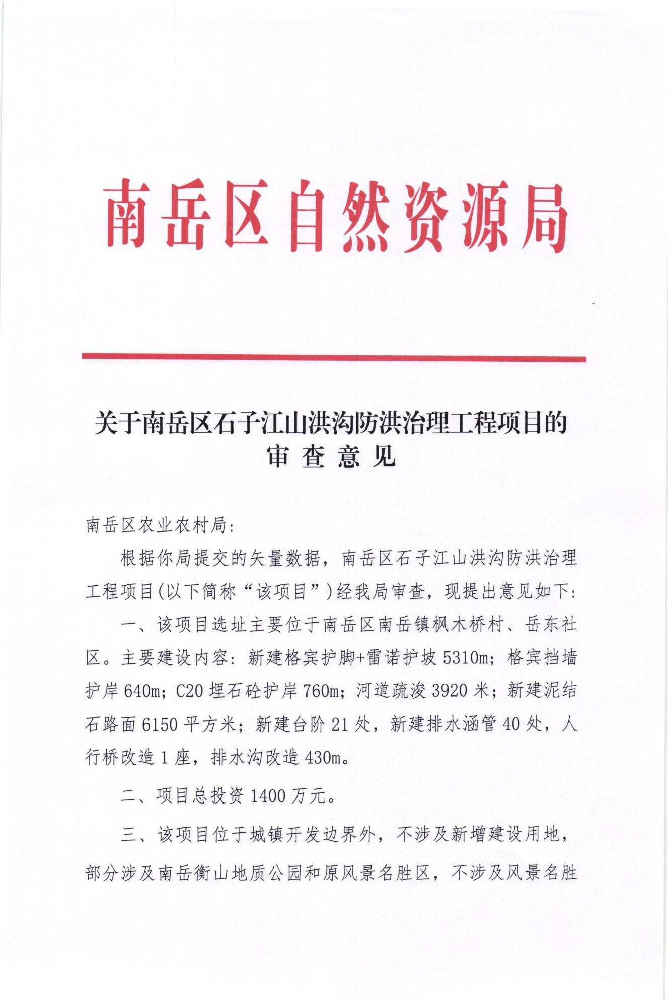 南岳区自然资源局
关于南岳区石子江山洪沟防洪治理工程项目的
审查意见
南岳区农业农村局:
根据你局提交的矢量数据，南岳区石子江山洪沟防洪治理
工程项目(以下简称“该项目”)经我局审查，现提出意见如下:
一、该项目选址主要位于南岳区南岳镇枫木桥村、岳东社
区。主要建设内容: 新建格宾护脚+雷诺护坡 5310m；格宾挡墙
护岸 640m；C20 埋石砼护岸 760m；河道疏浚 3920 米；新建泥结
石路面 6150 平方米；新建台阶 21 处，新建排水涵管 40 处，人
行桥改造 1 座，排水沟改造 430m。
二、项目总投资 1400 万元。
三、该项目位于城镇开发边界外，不涉及新增建设用地，
部分涉及南岳衡山地质公园和原风景名胜区，不涉及风景名胜